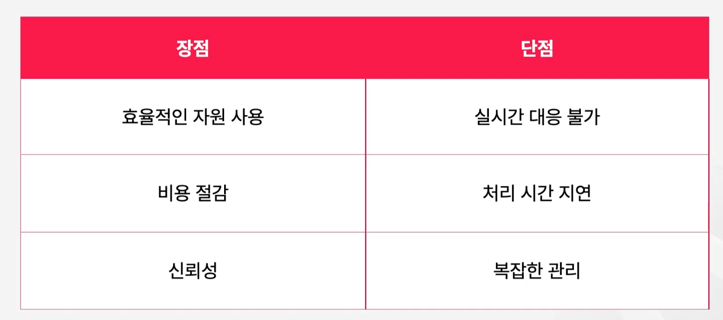 장점 단점
효율적인 자원 사용 실시간 대응 불가
비용 절감 처리 시간 지연
신뢰성 복잡한 관리